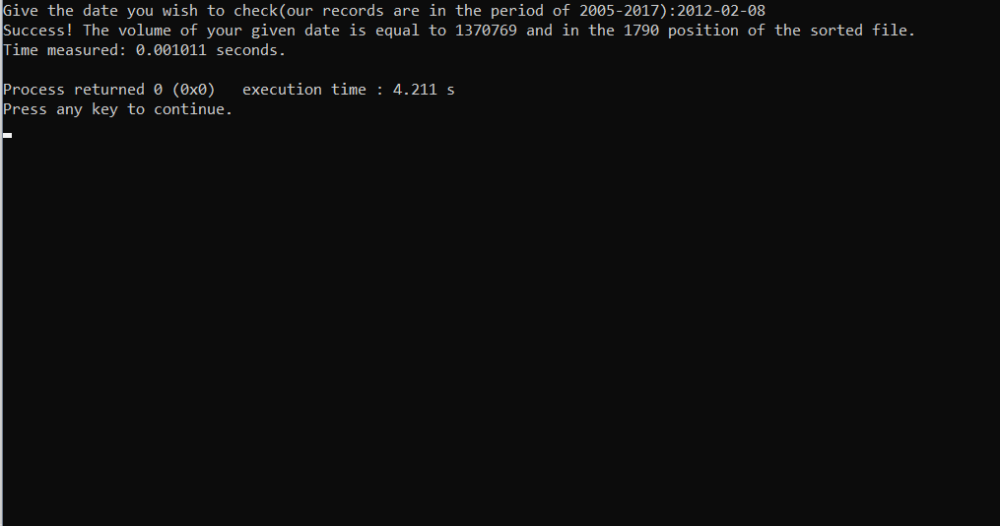 Give the date you wish to check(our records are in the period of 2005-2017):2012-02-08
Success! The volume of your given date is equal to 1370769 and in the 1790 position of the sorted file.
Time measured: 0.001011 seconds.
Process returned 0 (0x0)   execution time : 4.211 s
Press any key to continue.